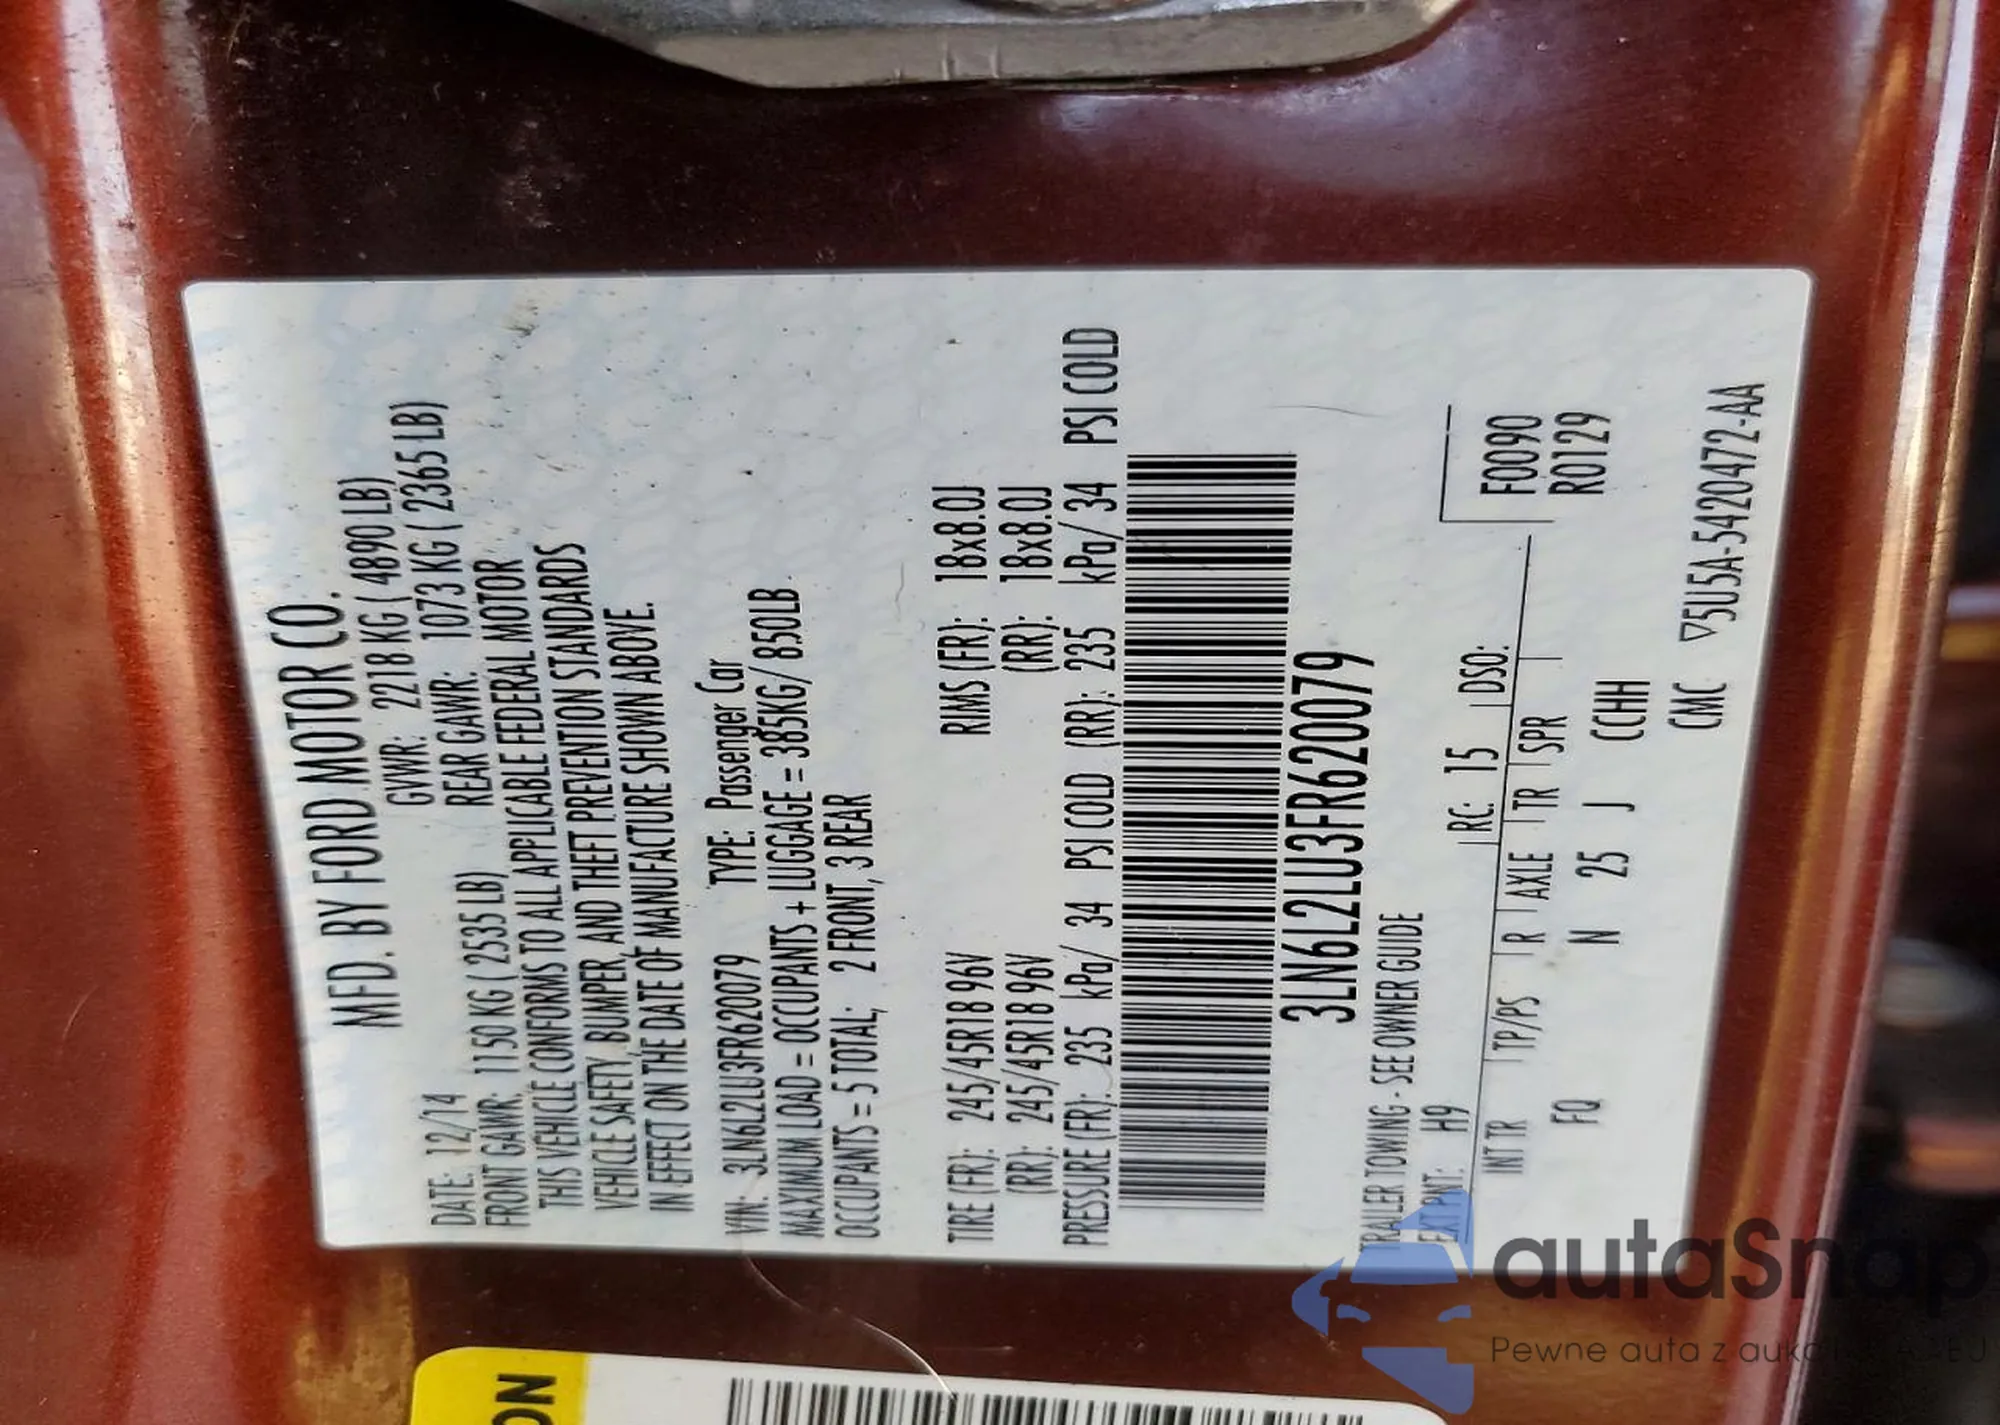 MFD. BY FORD MOTOR CO.
DATE: 12/14 GVWR: 2218 KG ( 4890 LB)
FRONT GAWR: 1150 KG ( 2535 LB) REAR GAWR: 1073 KG ( 2365 LB)
THIS VEHICLE CONFORMS TO ALL APPLICABLE FEDERAL MOTOR
VEHICLE SAFETY, BUMPER, AND THEFT PREVENTION STANDARDS
IN EFFECT ON THE DATE OF MANUFACTURE SHOWN ABOVE.
VIN: 3LN6L2LU3FR620079 TYPE: Passenger Car
MAXIMUM LOAD = OCCUPANTS + LUGGAGE = 385KG/ 850LB
OCCUPANTS = 5 TOTAL; 2 FRONT, 3 REAR
TIRE (FR): 245/45R18 96V RIMS (FR): 18x8.0J
(RR): 245/45R18 96V (RR): 18x8.0J
PRESSURE (FR): 235 kPa/ 34 PSI COLD (RR): 235 kPa/ 34 PSI COLD
3LN6L2LU3FR620079
TRAILER TOWING - SEE OWNER GUIDE
EXT PNT: H9 RC: 15 DSO:
F0090
R0129
INT TR TP/PS R AXLE TR SPR
FQ N 25 J CCHH
CMC ▽5U5A-5420472-AA
ON
autaSnap
Pewne auta z